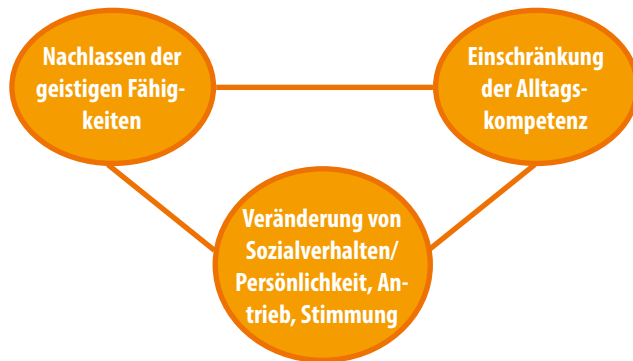 Nachlassen der
geistigen Fähig-
keiten
Einschränkung
der Alltags-
kompetenz
Veränderung von
Sozialverhalten/
Persönlichkeit, An-
trieb, Stimmung